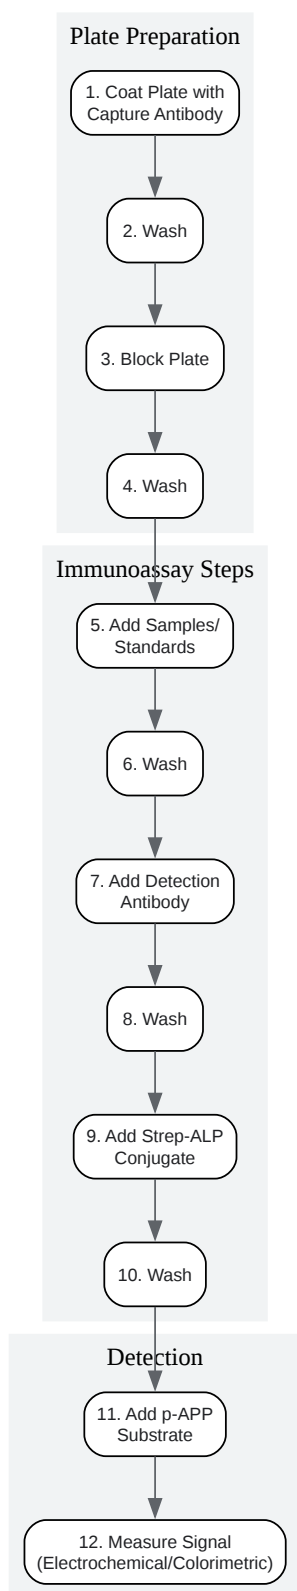 Plate Preparation
1. Coat Plate with
Capture Antibody
2. Wash
3. Block Plate
4. Wash
Immunoassay Steps
5. Add Samples/
Standards
6. Wash
7. Add Detection
Antibody
8. Wash
9. Add Strep-ALP
Conjugate
10. Wash
Detection
11. Add p-APP
Substrate
12. Measure Signal
(Electrochemical/Colorimetric)